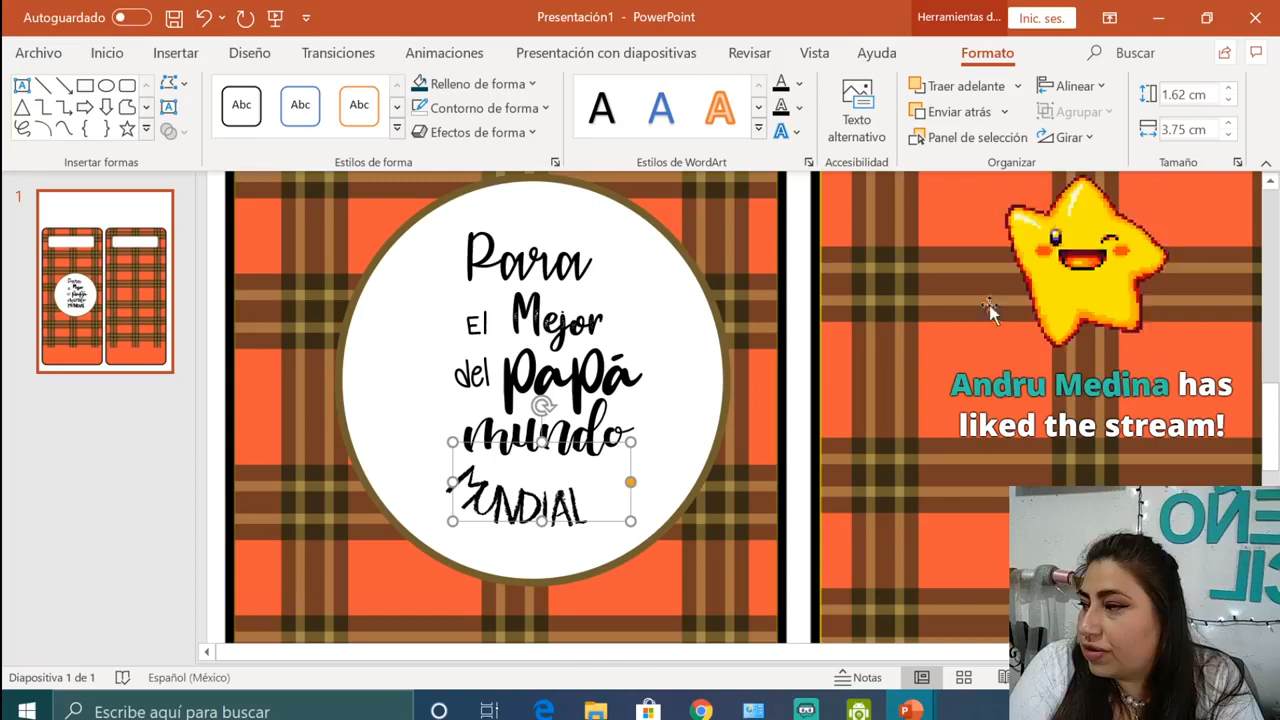 Autoguardado
Presentación1 - PowerPoint
Herramientas d...
Inic. ses.
Archivo
Inicio
Insertar
Diseño
Transiciones
Animaciones
Presentación con diapositivas
Revisar
Vista
Ayuda
Formato
Buscar
Abc
Abc
Abc
Relleno de forma
Contorno de forma
Efectos de forma
A
A
A
A
A
A
Texto
alternativo
Traer adelante
Enviar atrás
Panel de selección
Alinear
Agrupar
Girar
1.62 cm
3.75 cm
Insertar formas
Estilos de forma
Estilos de WordArt
Accesibilidad
Organizar
Tamaño
1
Para
El Mejor
del papá
mundo
MUNDIAL
Andru Medina has
liked the stream!
Diapositiva 1 de 1
Español (México)
Notas
Escribe aquí para buscar